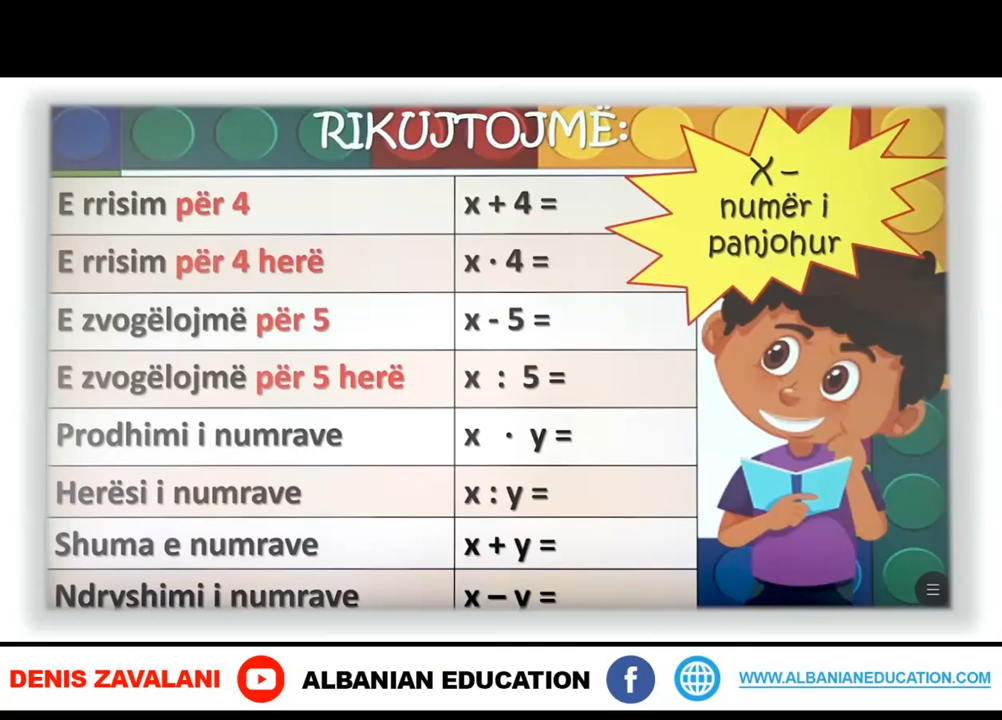 RIKUJTOJMË:
X –
numër i
panjohur
E rrisim për 4 x + 4 =
E rrisim për 4 herë x · 4 =
E zvogëlojmë për 5 x - 5 =
E zvogëlojmë për 5 herë x : 5 =
Prodhimi i numrave x · y =
Herësi i numrave x : y =
Shuma e numrave x + y =
Ndryshimi i numrave x – y =
DENIS ZAVALANI ALBANIAN EDUCATION f WWW.ALBANIANEDUCATION.COM